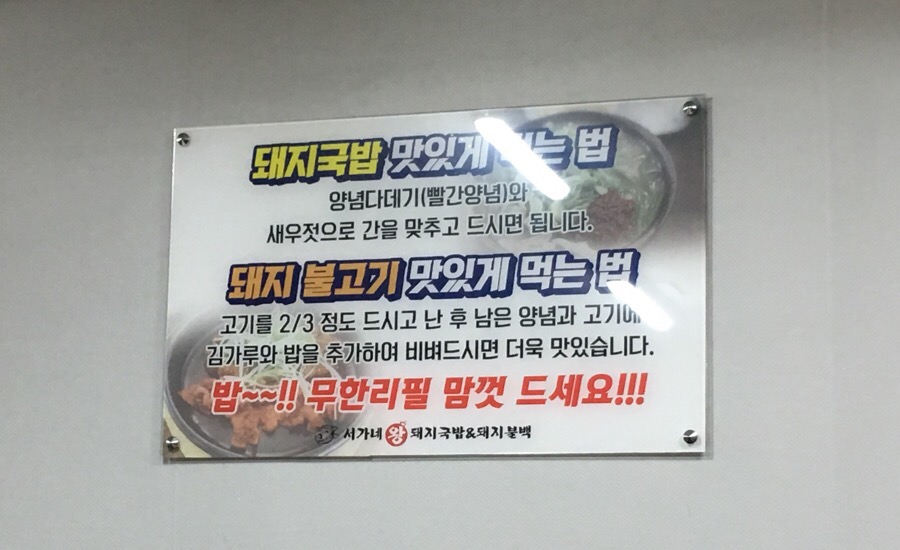 돼지국밥 맛있게 먹는 법
양념다데기(빨간양념)와
새우젓으로 간을 맞추고 드시면 됩니다.
돼지 불고기 맛있게 먹는 법
고기를 2/3 정도 드시고 난 후 남은 양념과 고기에
김가루와 밥을 추가하여 비벼드시면 더욱 맛있습니다.
밥~~!! 무한리필 맘껏 드세요!!!
서가네 왕 돼지국밥&돼지불백